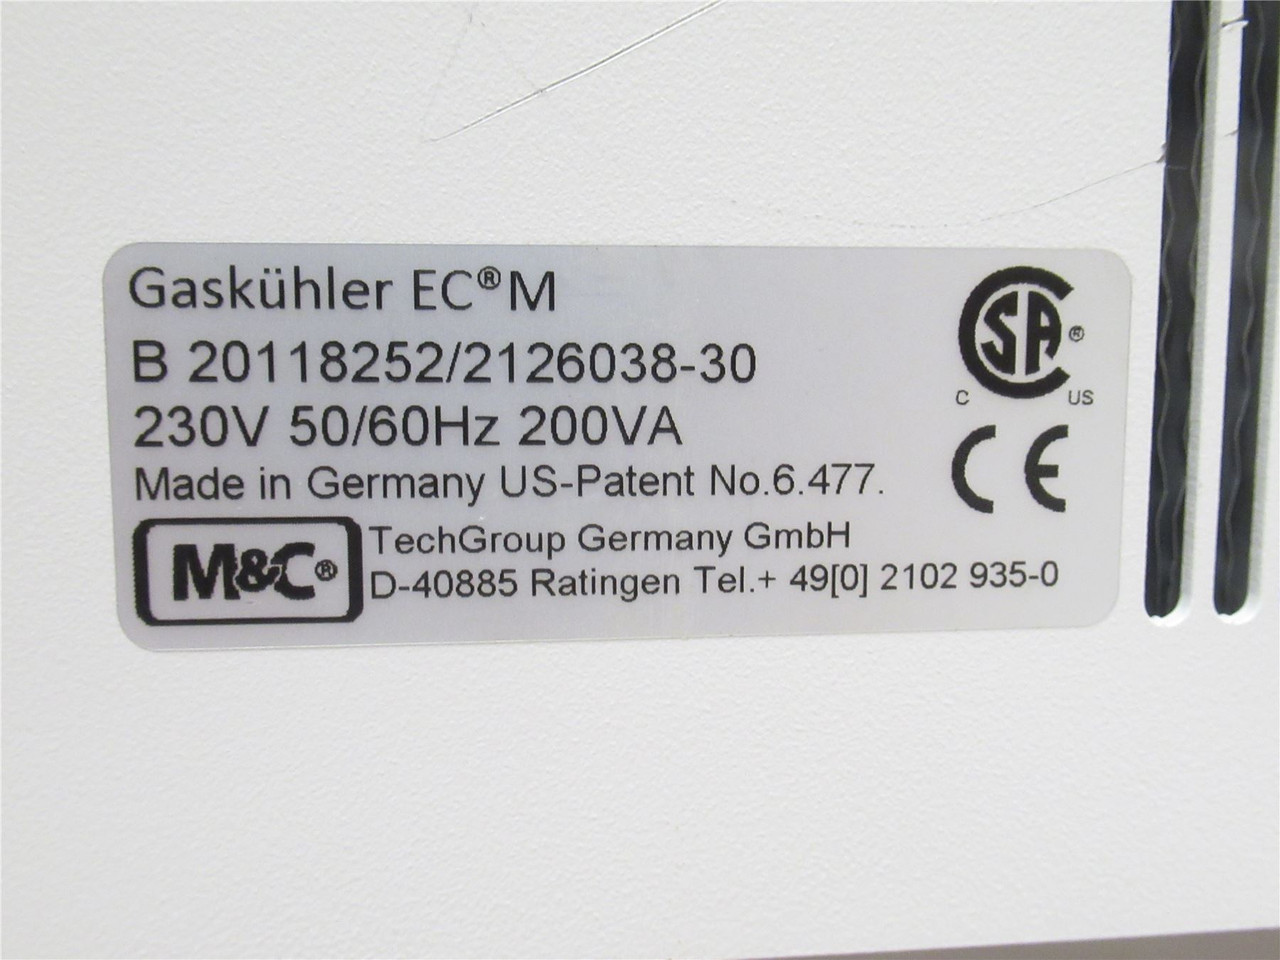 Gaskühler EC®M
B 20118252/2126038-30
230V 50/60Hz 200VA
Made in Germany US-Patent No.6.477.
M&C®
TechGroup Germany GmbH
D-40885 Ratingen Tel.+ 49[0] 2102 935-0
SA®
C US
CE